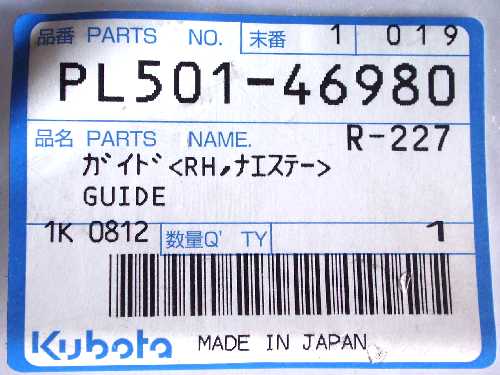 品番 PARTS NO. 末番 1 019
PL501-46980
品名 PARTS NAME. R-227
ガイド<RH,ナエステー>
GUIDE
1K 0812 数量Q'TY 1
Kubota MADE IN JAPAN